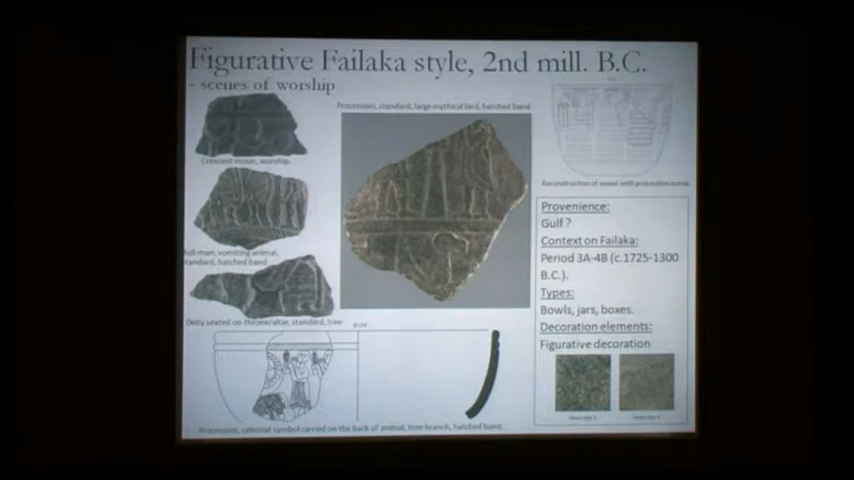 Figurative Failaka style, 2nd mill. B.C.
- scenes of worship
Procession, standard, large mythical bird, hatched band.
Crescent moon, worship.
Bull-man, vomiting animal,
standard, hatched band
Deity seated on throne/altar, standard, tree
Procession, celestial symbol carried on the back of animal, tree-branch, hatched band.
Reconstruction of vessel with procession scene.
Provenience:
Gulf ?
Context on Failaka:
Period 3A-4B (c.1725-1300
B.C.).
Types:
Bowls, jars, boxes.
Decoration elements:
Figurative decoration